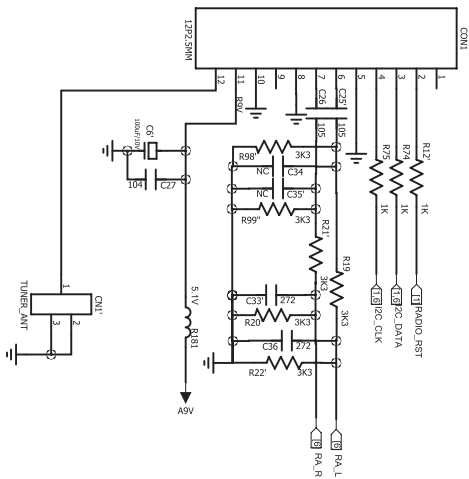 CON1
12P2.5MM
12
11
10
9
8
7
6
5
4
3
2
1
R9V
C26
C25'
105'
105
R75
R74
R12'
1K
1K
1K
C6'
100uF/10V
104
C27
R98'
3K3
NC
C34
NC
C35'
R99"
3K3
R21'
3K3
R19
3K3
C33'
272
R20
3K3
C36
272
R22'
3K3
1,6
I2C_CLK
1,6
I2C_DATA
[1]
RADIO_RST
5.1V
R181
A9V
TUNER_ANT
CN1'
1
3
2
[6]
RA_R
[6]
RA_L